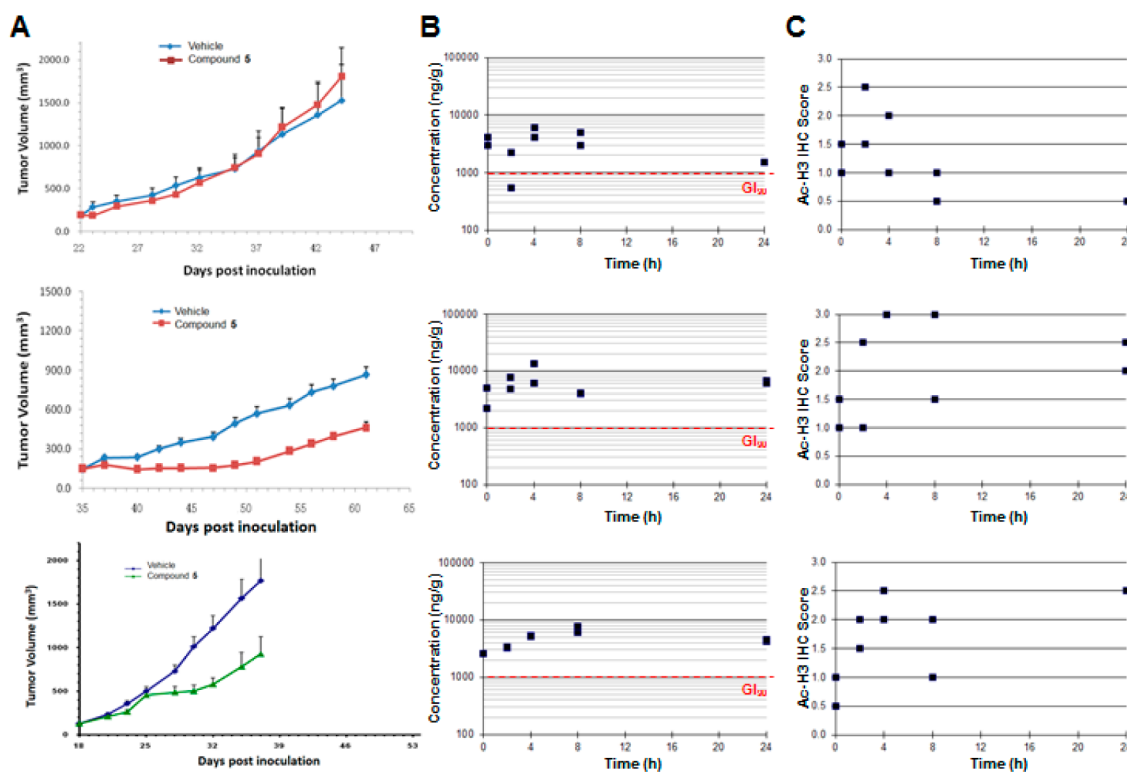 A
B
C
Vehicle
Compound 5
Tumor Volume (mm³)
2000.0
1500.0
1000.0
500.0
0.0
22 27 32 37 42 47
Days post inoculation
Concentration (ng/g)
100000
10000
1000
100
GI₉₀
0 4 8 12 16 20 24
Time (h)
Ac-H3 IHC Score
3.0
2.5
2.0
1.5
1.0
0.5
0.0
0 4 8 12 16 20 24
Time (h)
Vehicle
Compound 5
Tumor Volume (mm³)
1500.0
1200.0
900.0
600.0
300.0
0.0
35 40 45 50 55 60 65
Days post inoculation
Concentration (ng/g)
100000
10000
1000
100
GI₉₀
0 4 8 12 16 20 24
Time (h)
Ac-H3 IHC Score
3.0
2.5
2.0
1.5
1.0
0.5
0.0
0 4 8 12 16 20 24
Time (h)
Vehicle
Compound 5
Tumor Volume (mm³)
2000
1500
1000
500
0
18 25 32 39 46 53
Days post inoculation
Concentration (ng/g)
100000
10000
1000
100
GI₉₀
0 4 8 12 16 20 24
Time (h)
Ac-H3 IHC Score
3.0
2.5
2.0
1.5
1.0
0.5
0.0
0 4 8 12 16 20 24
Time (h)